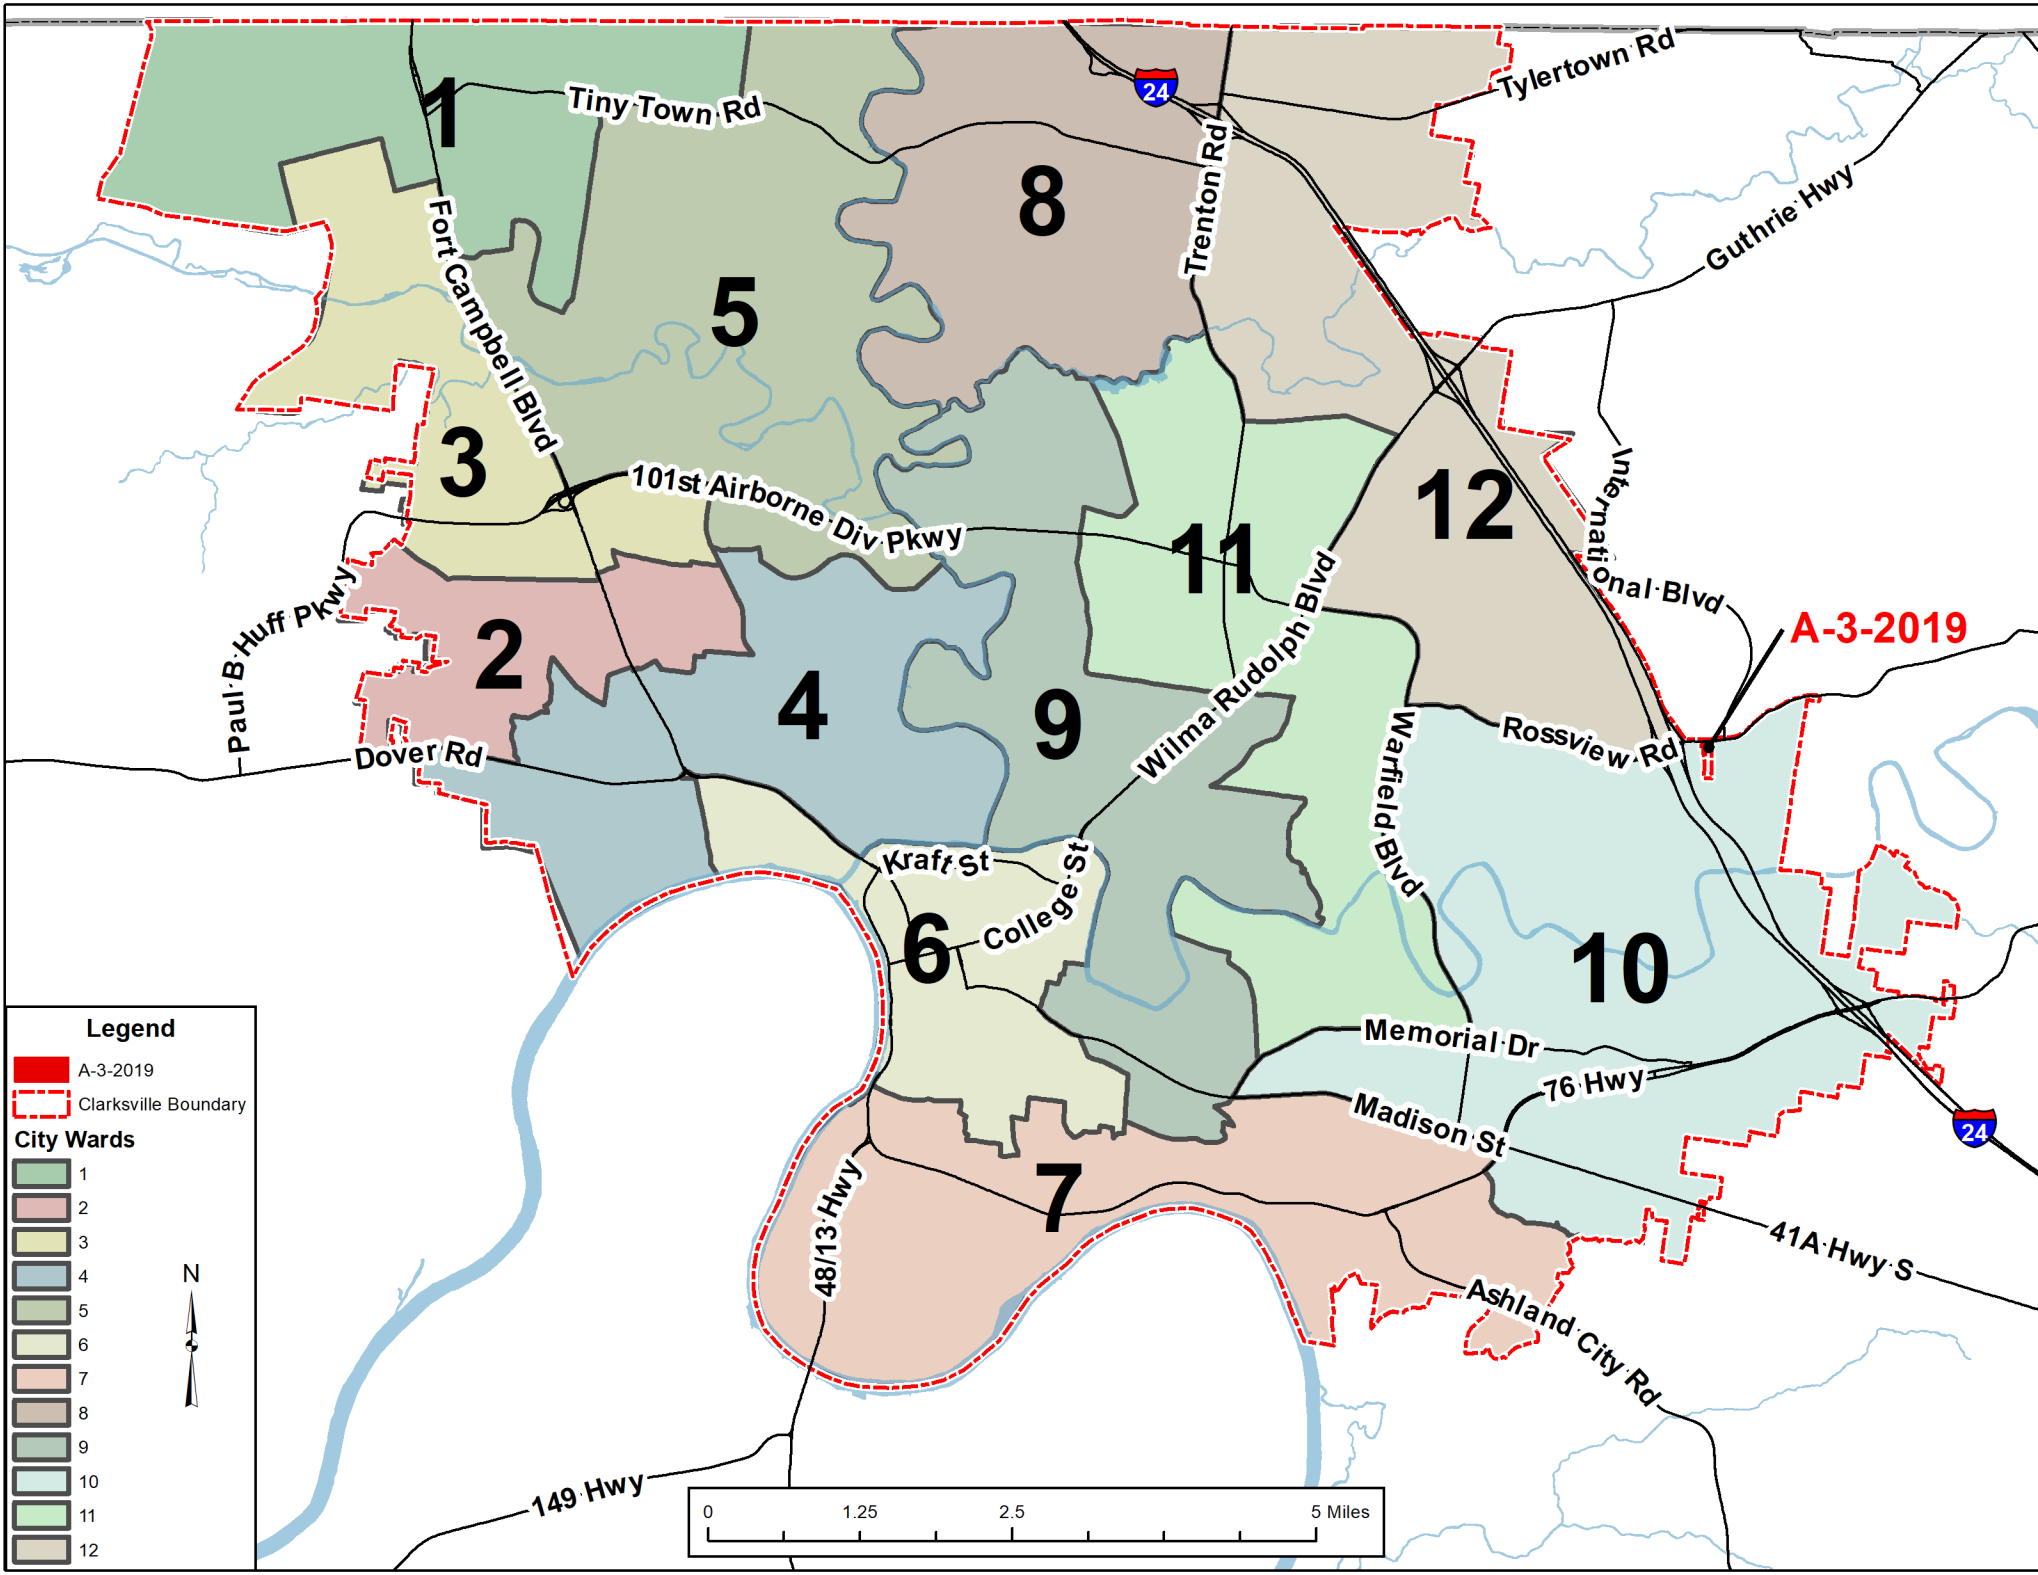 24
Tylertown Rd
1
Tiny Town Rd
8
Trenton Rd
Guthrie Hwy
Fort Campbell Blvd
5
3
101st Airborne Div Pkwy
12
11
International Blvd
A-3-2019
Paul B Huff Pkwy
2
4
9
Wilma Rudolph Blvd
Warfield Blvd
Rossview Rd
Dover Rd
Kraft St
College St
6
10
Memorial Dr
76 Hwy
Madison St
24
7
48/13 Hwy
41A Hwy S
Ashland City Rd
149 Hwy
Legend
A-3-2019
Clarksville Boundary
City Wards
1
2
3
4
5
6
7
8
9
10
11
12
N
0 1.25 2.5 5 Miles